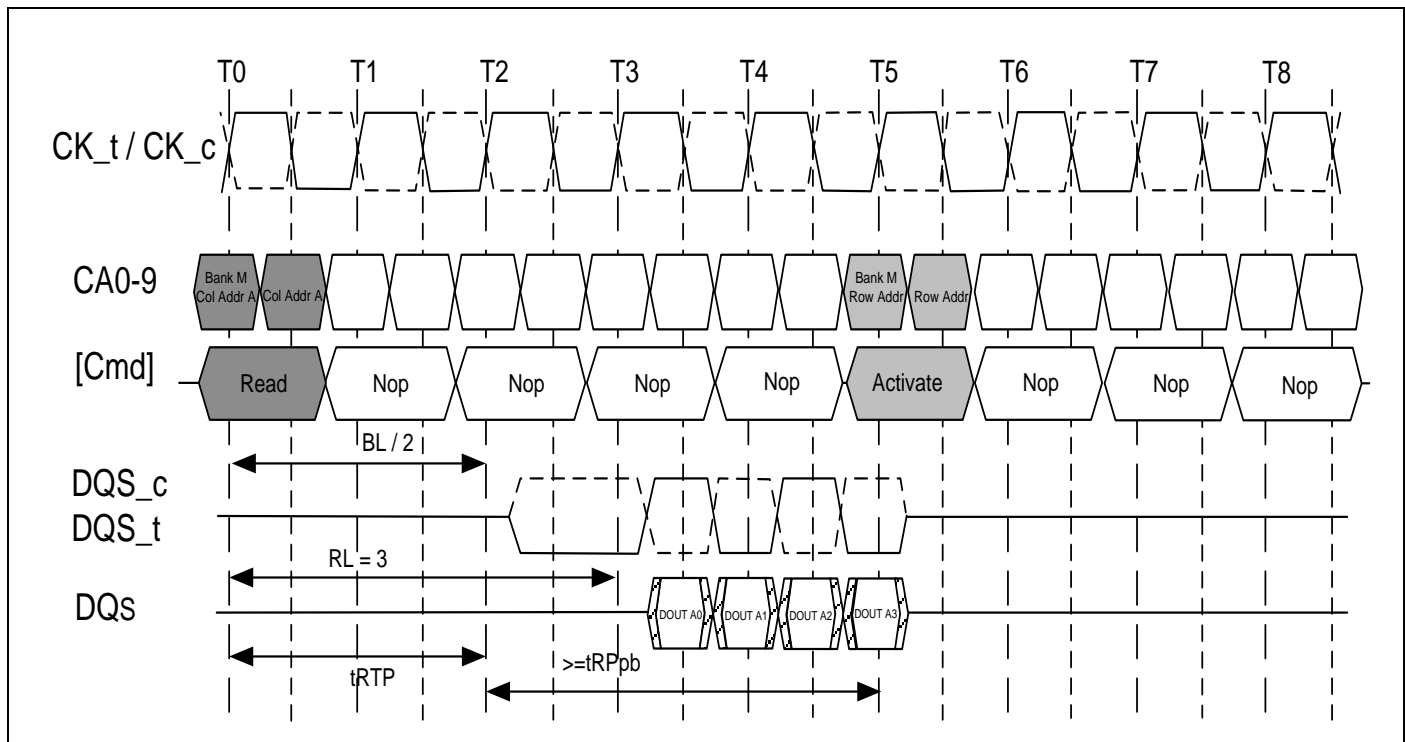 T0 T1 T2 T3 T4 T5 T6 T7 T8
CK_t / CK_c
CA0-9
Bank M
Col Addr A
Col Addr A
Bank M
Row Addr
Row Addr
[Cmd]
Read Nop Nop Nop Nop Activate Nop Nop Nop
BL / 2
DQS_c
DQS_t
RL = 3
DQs
DOUT A0 DOUT A1 DOUT A2 DOUT A3
tRTP
>=tRPpb